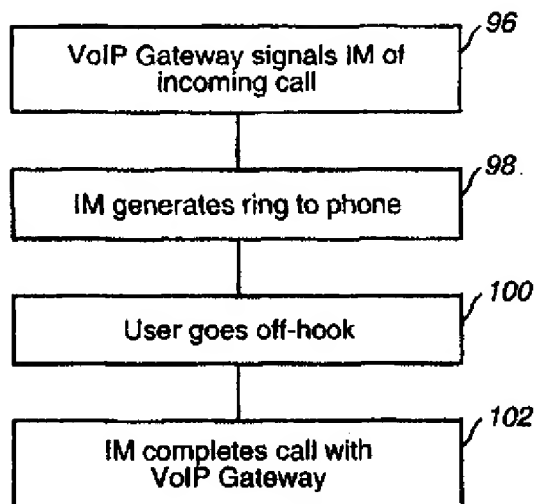 96
VoIP Gateway signals IM of
incoming call
98
IM generates ring to phone
100
User goes off-hook
102
IM completes call with
VoIP Gateway